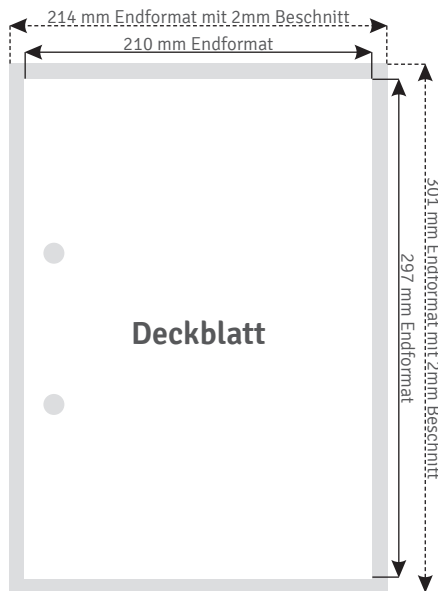 214 mm Endformat mit 2mm Beschnitt
210 mm Endformat
301 mm Endformat mit 2mm Beschnitt
297 mm Endformat
Deckblatt